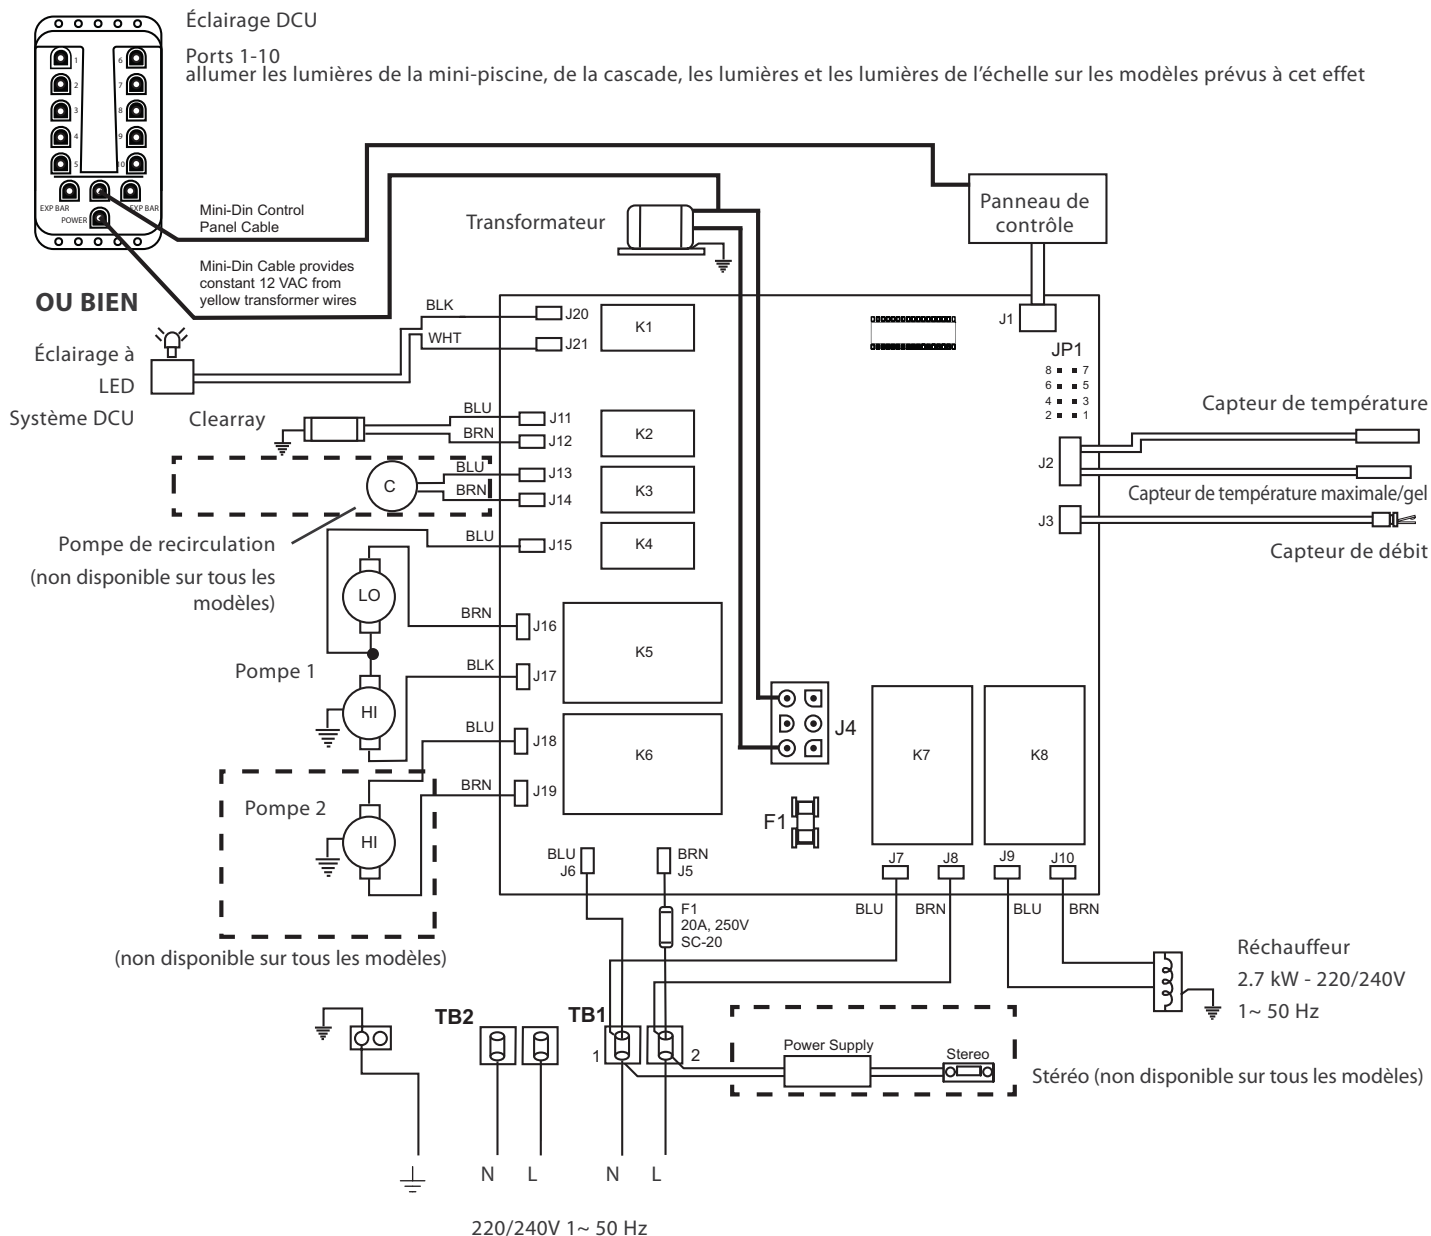 Éclairage DCU
Ports 1-10
allumer les lumières de la mini-piscine, de la cascade, les lumières et les lumières de l'échelle sur les modèles prévus à cet effet
1
6
2
7
3
8
4
9
5
10
EXP BAR
EXP BAR
POWER
Mini-Din Control
Panel Cable
Mini-Din Cable provides
constant 12 VAC from
yellow transformer wires
Transformateur
Panneau de
contrôle
OU BIEN
Éclairage à
LED
Système DCU
BLK
J20
WHT
J21
K1
J1
JP1
8
7
6
5
4
3
2
1
Clearray
BLU
J11
BRN
J12
K2
C
BLU
J13
BRN
J14
K3
Pompe de recirculation
(non disponible sur tous les
modèles)
BLU
J15
K4
J2
Capteur de température
Capteur de température maximale/gel
J3
Capteur de débit
LO
BRN
J16
K5
Pompe 1
BLK
J17
HI
BLU
J18
K6
J4
K7
K8
Pompe 2
BRN
J19
HI
F1
(non disponible sur tous les modèles)
BLU
J6
BRN
J5
J7
J8
J9
J10
BLU
BRN
BLU
BRN
F1
20A, 250V
SC-20
Réchauffeur
2.7 kW - 220/240V
1~ 50 Hz
TB2
TB1
1
2
Power Supply
Stereo
Stéréo (non disponible sur tous les modèles)
N
L
N
L
220/240V 1~ 50 Hz